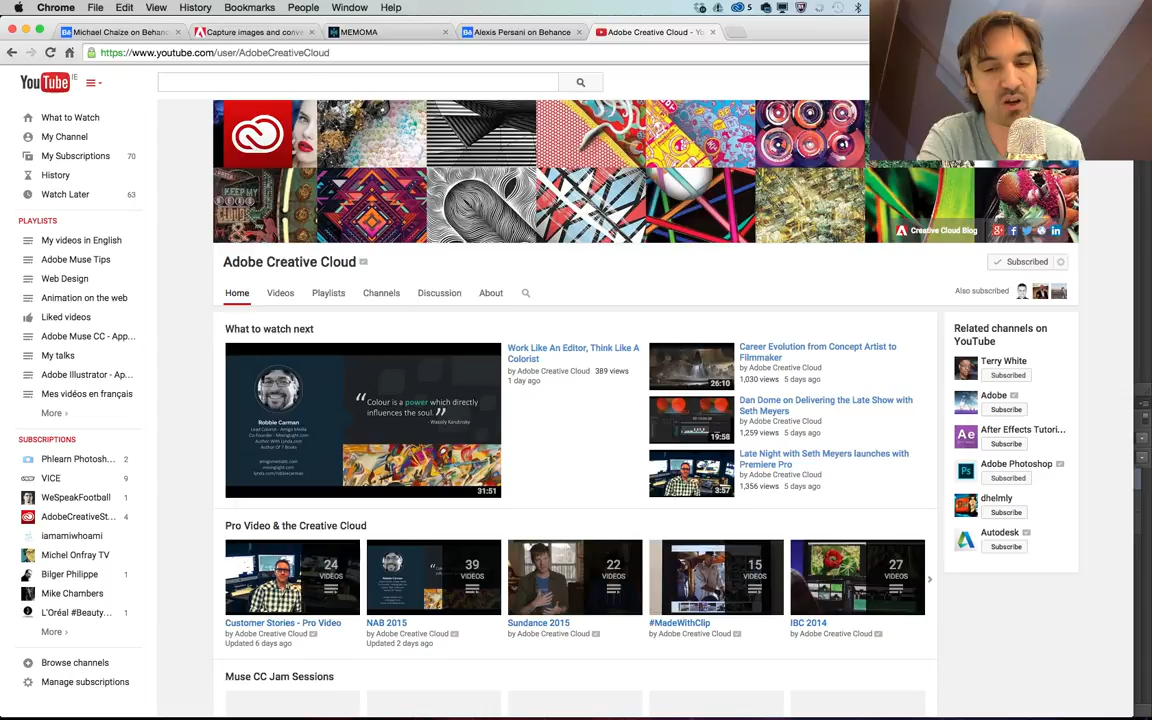 Chrome File Edit View History Bookmarks People Window Help
5
Michael Chaize on Behanc
Capture images and conve
MEMOMA
Alexis Persani on Behance
Adobe Creative Cloud - Yo
https://www.youtube.com/user/AdobeCreativeCloud
YouTube IE
What to Watch
My Channel
My Subscriptions 70
History
Watch Later 63
PLAYLISTS
My videos in English
Adobe Muse Tips
Web Design
Animation on the web
Liked videos
Adobe Muse CC - App...
My talks
Adobe Illustrator - Ap...
Mes vidéos en français
More ›
SUBSCRIPTIONS
Phlearn Photosh... 2
VICE 9
WeSpeakFootball
AdobeCreativeSt... 4
iamamiwhoami
Michel Onfray TV
Bilger Philippe 1
Mike Chambers
L'Oréal #Beauty... 1
More ›
Browse channels
Manage subscriptions
KEEP MY
CLOUDS
Creative Cloud Blog
Adobe Creative Cloud
Subscribed
Home Videos Playlists Channels Discussion About
Also subscribed
What to watch next
Robbie Carman
“ Colour is a power which directly
influences the soul. ”
- Wassily Kandinsky
31:51
Work Like An Editor, Think Like A
Colorist
by Adobe Creative Cloud 389 views
1 day ago
26:10
Career Evolution from Concept Artist to
Filmmaker
by Adobe Creative Cloud
1,030 views 5 days ago
19:58
Dan Dome on Delivering the Late Show with
Seth Meyers
by Adobe Creative Cloud
1,259 views 5 days ago
3:57
Late Night with Seth Meyers launches with
Premiere Pro
by Adobe Creative Cloud
1,356 views 5 days ago
Pro Video & the Creative Cloud
24 VIDEOS
39 VIDEOS
22 VIDEOS
15 VIDEOS
27 VIDEOS
Customer Stories - Pro Video
by Adobe Creative Cloud
Updated 6 days ago
NAB 2015
by Adobe Creative Cloud
Updated 2 days ago
Sundance 2015
by Adobe Creative Cloud
#MadeWithClip
by Adobe Creative Cloud
IBC 2014
by Adobe Creative Cloud
Muse CC Jam Sessions
Related channels on
YouTube
Terry White
Subscribed
Adobe
Subscribe
After Effects Tutori...
Subscribe
Adobe Photoshop
Subscribed
dhelmly
Subscribe
Autodesk
Subscribe